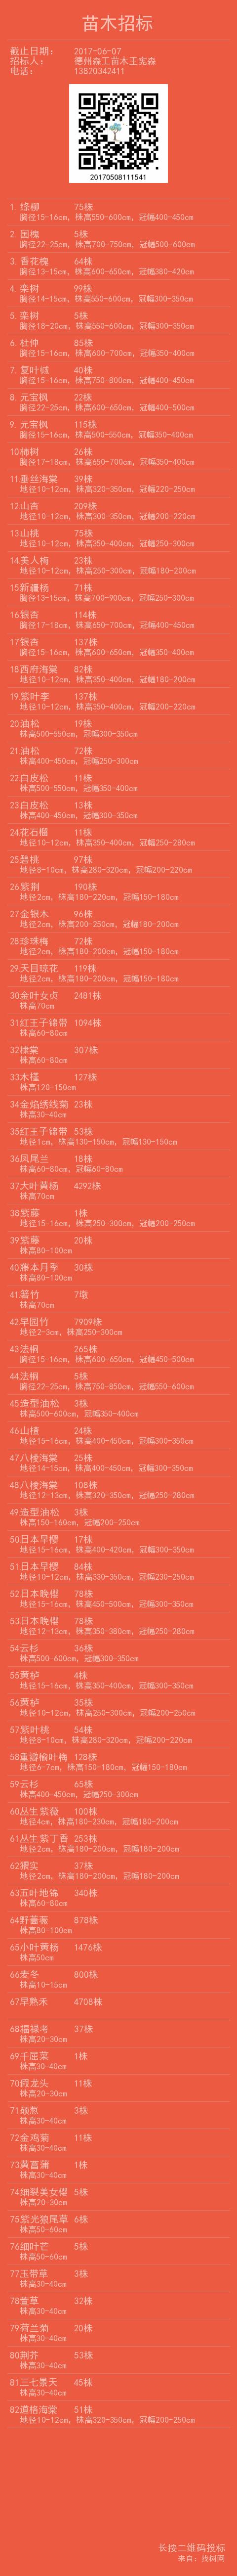 苗木招标
截止日期： 2017-06-07
招标人： 德州森工苗木王宪森
电话： 13820342411
20170508111541
1. 绦柳 75株
胸径15-16cm，株高550-600cm，冠幅400-450cm
2. 国槐 5株
胸径22-25cm，株高700-750cm，冠幅500-600cm
3. 香花槐 64株
胸径13-15cm，株高600-650cm，冠幅380-420cm
4. 栾树 99株
胸径14-15cm，株高550-600cm，冠幅300-350cm
5. 栾树 5株
胸径18-20cm，株高550-600cm，冠幅300-350cm
6. 杜仲 85株
胸径15-16cm，株高600-700cm，冠幅350-400cm
7. 复叶槭 40株
胸径15-16cm，株高750-800cm，冠幅400-450cm
8. 元宝枫 22株
胸径22-25cm，株高600-650cm，冠幅400-500cm
9. 元宝枫 115株
胸径15-16cm，株高500-550cm，冠幅350-400cm
10柿树 26株
胸径17-18cm，株高650-700cm，冠幅350-400cm
11.垂丝海棠 39株
地径10-12cm，株高320-350cm，冠幅220-250cm
12山杏 209株
地径10-12cm，株高300-350cm，冠幅200-220cm
13山桃 75株
地径10-12cm，株高350-400cm，冠幅250-300cm
14.美人梅 23株
地径10-12cm，株高250-300cm，冠幅180-200cm
15新疆杨 71株
胸径13-15cm，株高700-900cm，冠幅250-300cm
16银杏 114株
胸径17-18cm，株高650-700cm，冠幅400-450cm
17.银杏 137株
胸径15-16cm，株高600-650cm，冠幅350-400cm
18.西府海棠 82株
地径10-12cm，株高350-400cm，冠幅180-200cm
19.紫叶李 137株
地径10-12cm，株高350-400cm，冠幅200-220cm
20.油松 19株
株高500-550cm，冠幅300-350cm
21.油松 72株
株高400-450cm，冠幅250-300cm
22白皮松 11株
株高500-550cm，冠幅350-400cm
23白皮松 13株
株高400-450cm，冠幅300-350cm
24.花石榴 11株
地径10-12cm，株高350-400cm，冠幅250-280cm
25.碧桃 97株
地径8-10cm，株高280-320cm，冠幅200-220cm
26.紫荆 190株
地径2cm，株高180-220cm，冠幅150-180cm
27金银木 96株
地径2cm，株高200-250cm，冠幅180-200cm
28.珍珠梅 72株
地径2cm，株高180-200cm，冠幅150-180cm
29.天目琼花 119株
地径2cm，株高180-200cm，冠幅150-180cm
30金叶女贞 2481株
株高70cm
31红王子锦带 1094株
株高60-80cm
32棣棠 307株
株高60-80cm
33木槿 127株
株高120-150cm
34金焰绣线菊 23株
株高30-40cm
35红王子锦带 53株
地径1cm，株高130-150cm，冠幅130-150cm
36凤尾兰 18株
株高60-80cm，冠幅60-80cm
37大叶黄杨 4292株
株高70cm
38紫藤 1株
地径15-16cm，株高250-300cm，冠幅200-250cm
39.紫藤 20株
株高80-100cm
40藤本月季 30株
株高80-100cm
41.箬竹 7墩
株高70cm
42.早园竹 7909株
地径2-3cm，株高250-300cm
43法桐 265株
胸径15-16cm，株高600-650cm，冠幅450-500cm
44.法桐 5株
胸径22-25cm，株高750-850cm，冠幅550-600cm
45造型油松 3株
株高500-600cm，冠幅350-400cm
46山楂 24株
地径15-16cm，株高400-450cm，冠幅300-350cm
47八棱海棠 25株
地径14-15cm，株高400-450cm，冠幅300-350cm
48八棱海棠 108株
地径12-13cm，株高320-350cm，冠幅250-280cm
49.造型油松 3株
株高150-160cm，冠幅200-250cm
50日本早樱 17株
地径15-16cm，株高400-420cm，冠幅300-350cm
51日本早樱 84株
地径10-12cm，株高330-350cm，冠幅230-250cm
52日本晚樱 78株
地径15-16cm，株高450-500cm，冠幅300-350cm
53日本晚樱 78株
地径12-13cm，株高350-380cm，冠幅250-280cm
54云杉 36株
株高500-600cm，冠幅300-350cm
55黄栌 4株
地径15-16cm，株高350-400cm，冠幅300-350cm
56黄栌 35株
地径10-12cm，株高250-300cm，冠幅200-250cm
57紫叶桃 54株
地径8-10cm，株高280-320cm，冠幅200-220cm
58重瓣榆叶梅 128株
地径6-7cm，株高150-180cm，冠幅150-180cm
59云杉 65株
株高400-450cm，冠幅250-300cm
60丛生紫薇 100株
地径4cm，株高180-230cm，冠幅180-200cm
61丛生紫丁香 253株
地径2cm，株高180-200cm，冠幅180-200cm
62猥实 37株
地径2cm，株高180-200cm，冠幅180-200cm
63五叶地锦 340株
株高60-80cm
64野蔷薇 878株
株高80-100cm
65小叶黄杨 1476株
株高50cm
66麦冬 800株
株高10-15cm
67早熟禾 4708株
68福禄考 37株
株高20-30cm
69千屈菜 1株
株高30-40cm
70假龙头 11株
株高20-30cm
71硕葱 3株
株高30-40cm
72金鸡菊 11株
株高30-40cm
73黄菖蒲 1株
株高30-40cm
74细裂美女樱 5株
株高20-30cm
75紫光狼尾草 6株
株高50-60cm
76细叶芒 5株
株高50-60cm
77玉带草 3株
株高30-40cm
78萱草 32株
株高30-40cm
79荷兰菊 20株
株高30-40cm
80荆芥 53株
株高30-40cm
81三七景天 45株
株高30-40cm
82道格海棠 51株
地径10-12cm，株高320-350cm，冠幅200-250cm
长按二维码投标
来自：找树网